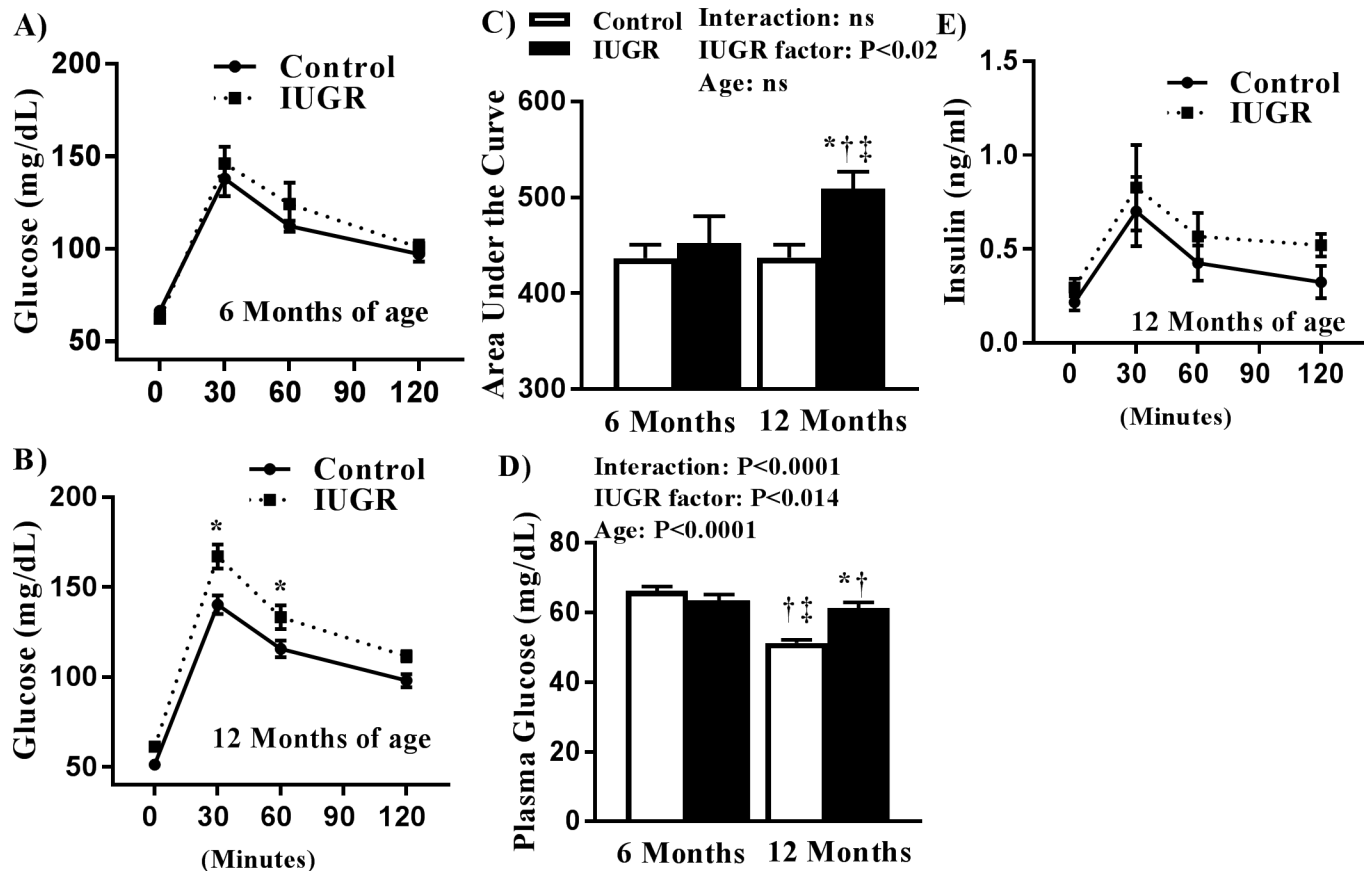 A)
Control
IUGR
200
150
100
50
Glucose (mg/dL)
6 Months of age
0 30 60 90 120
B)
Control
IUGR
200
150
100
50
Glucose (mg/dL)
*
*
12 Months of age
0 30 60 90 120
(Minutes)
C)
Control
IUGR
Interaction: ns
IUGR factor: P<0.02
Age: ns
600
500
400
300
Area Under the Curve
*†‡
6 Months 12 Months
D)
Interaction: P<0.0001
IUGR factor: P<0.014
Age: P<0.0001
80
60
40
20
0
Plasma Glucose (mg/dL)
†‡
*†
6 Months 12 Months
E)
Control
IUGR
1.5
1.0
0.5
0.0
Insulin (ng/ml)
12 Months of age
0 30 60 90 120
(Minutes)